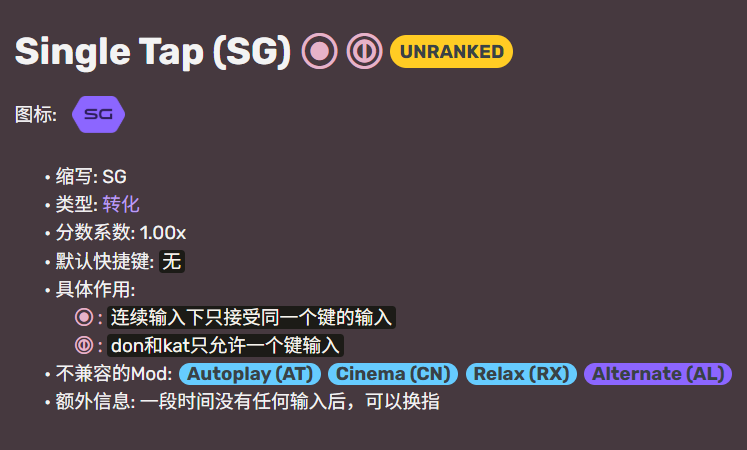 Single Tap (SG) UNRANKED
图标: SG
• 缩写: SG
• 类型: 转化
• 分数系数: 1.00x
• 默认快捷键: 无
• 具体作用:
: 连续输入下只接受同一个键的输入
: don和kat只允许一个键输入
• 不兼容的Mod: Autoplay (AT) Cinema (CN) Relax (RX) Alternate (AL)
• 额外信息: 一段时间没有任何输入后，可以换指